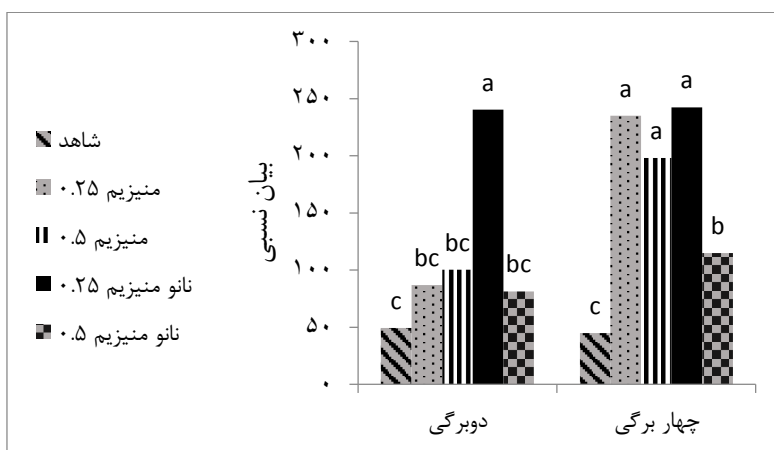 شاهد
منیزیم ۰.۲۵
منیزیم ۰.۵
نانو منیزیم ۰.۲۵
نانو منیزیم ۰.۵
بیان نسبی
۳۰۰
۲۵۰
۲۰۰
۱۵۰
۱۰۰
۵۰
۰
c
bc
bc
a
bc
c
a
a
a
b
دوبرگی
چهار برگی